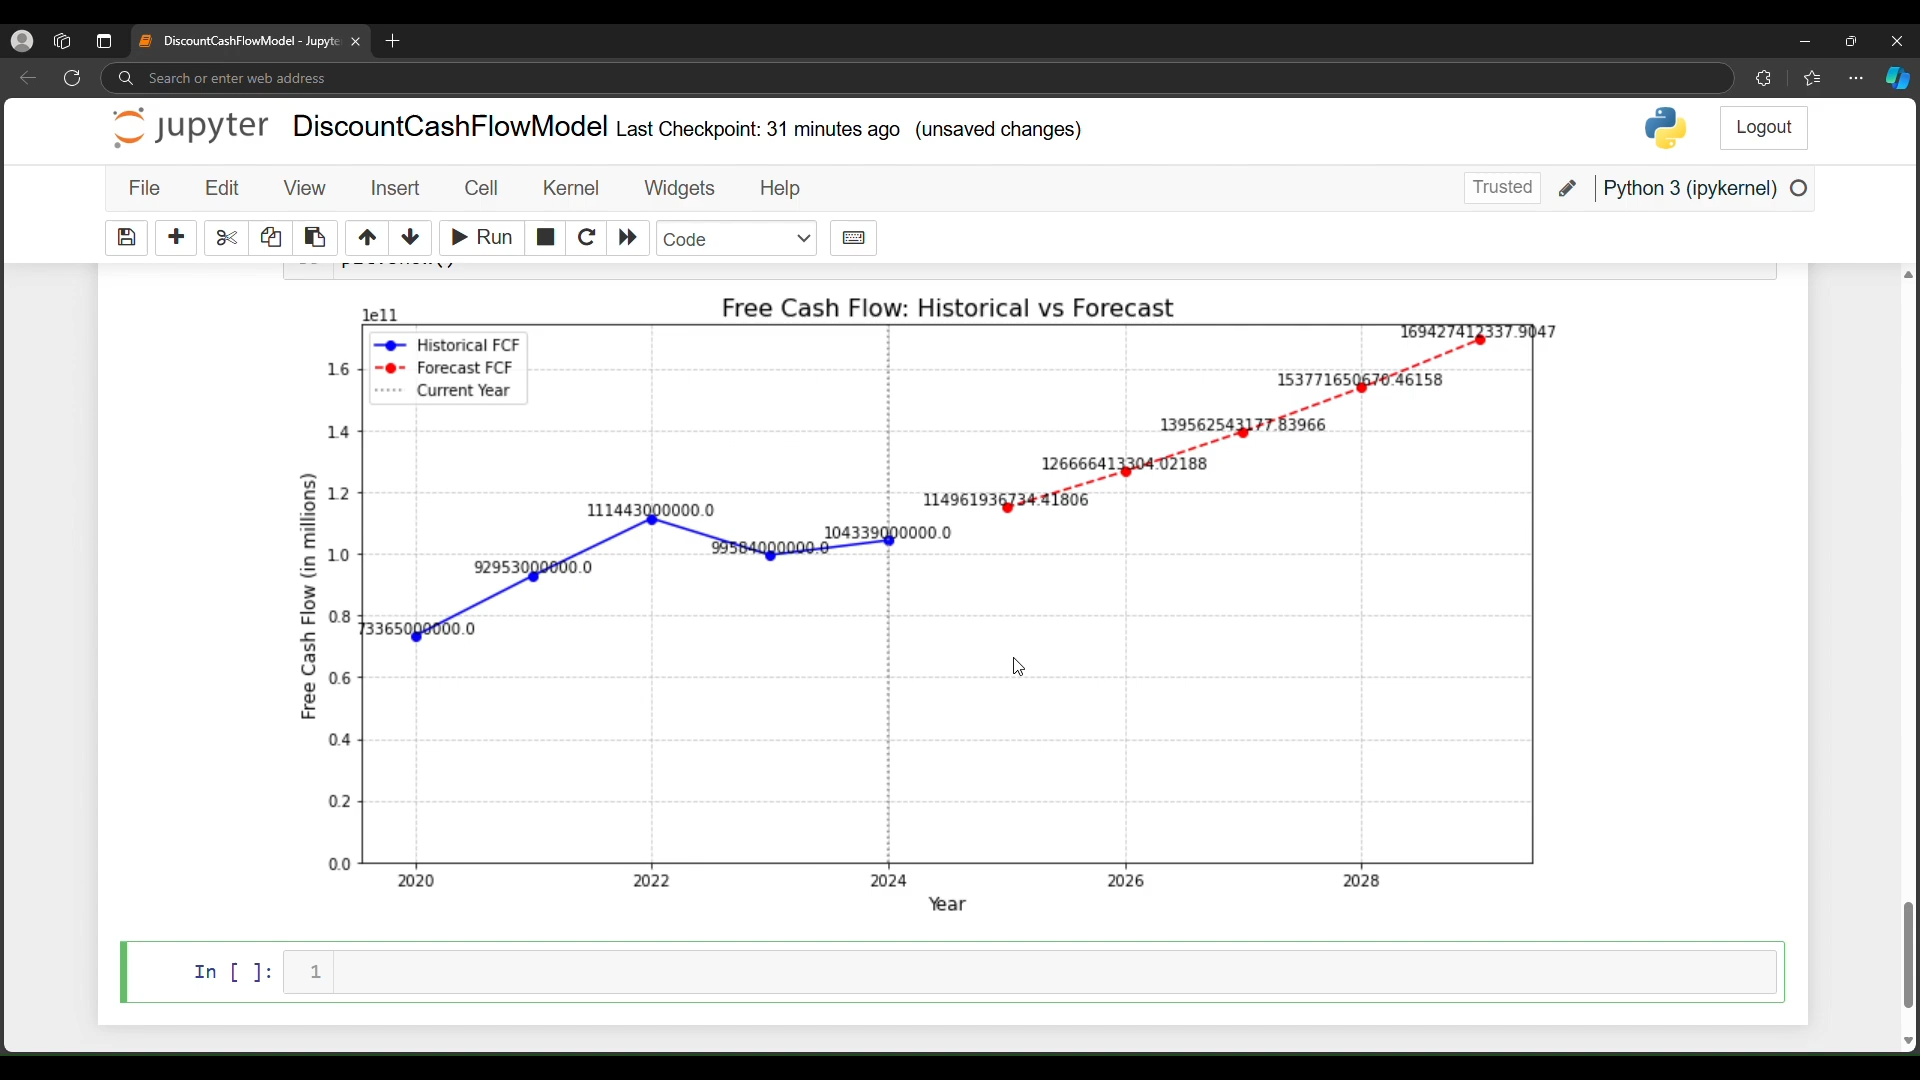 DiscountCashFlowModel - Jupyte
Search or enter web address
jupyter DiscountCashFlowModel Last Checkpoint: 31 minutes ago (unsaved changes)
Logout
File Edit View Insert Cell Kernel Widgets Help
Trusted
Python 3 (ipykernel)
Run
Code
Free Cash Flow: Historical vs Forecast
1e11
169427412337.9047
Historical FCF
Forecast FCF
Current Year
1.6
153771650670.46158
139562543177.83966
1.4
126666413304.02188
1.2
114961936734.41806
111443000000.0
104339000000.0
99584000000.0
1.0
92953000000.0
73365000000.0
0.8
0.6
0.4
0.2
0.0
Free Cash Flow (in millions)
2020 2022 2024 2026 2028
Year
In [ ]: 1